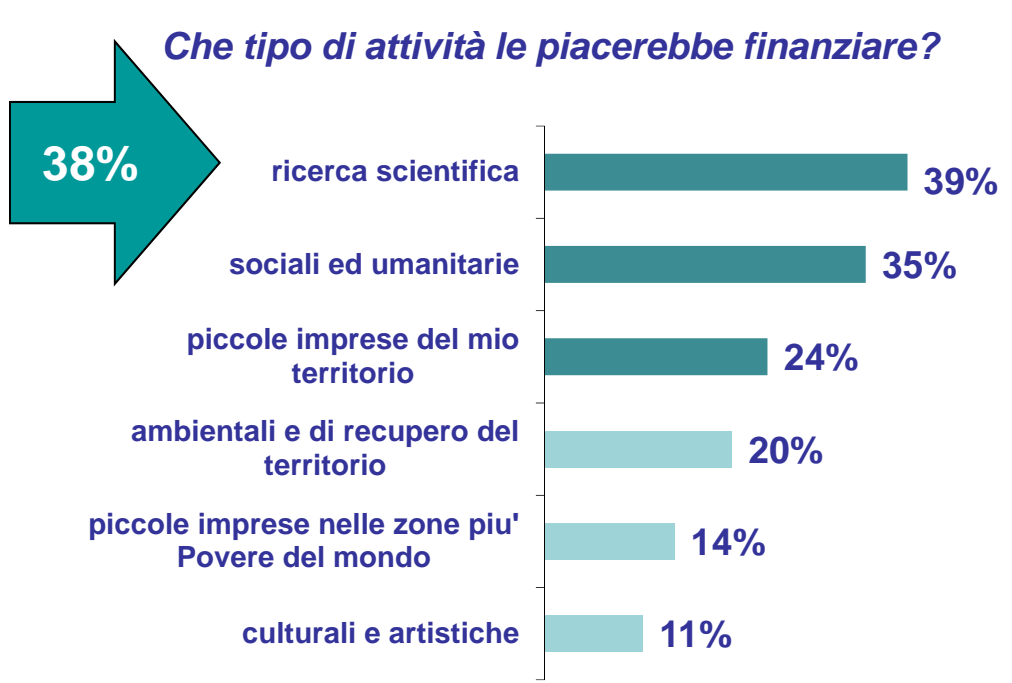 Che tipo di attività le piacerebbe finanziare?
38%
ricerca scientifica
39%
sociali ed umanitarie
35%
piccole imprese del mio
territorio
24%
ambientali e di recupero del
territorio
20%
piccole imprese nelle zone piu'
Povere del mondo
14%
culturali e artistiche
11%